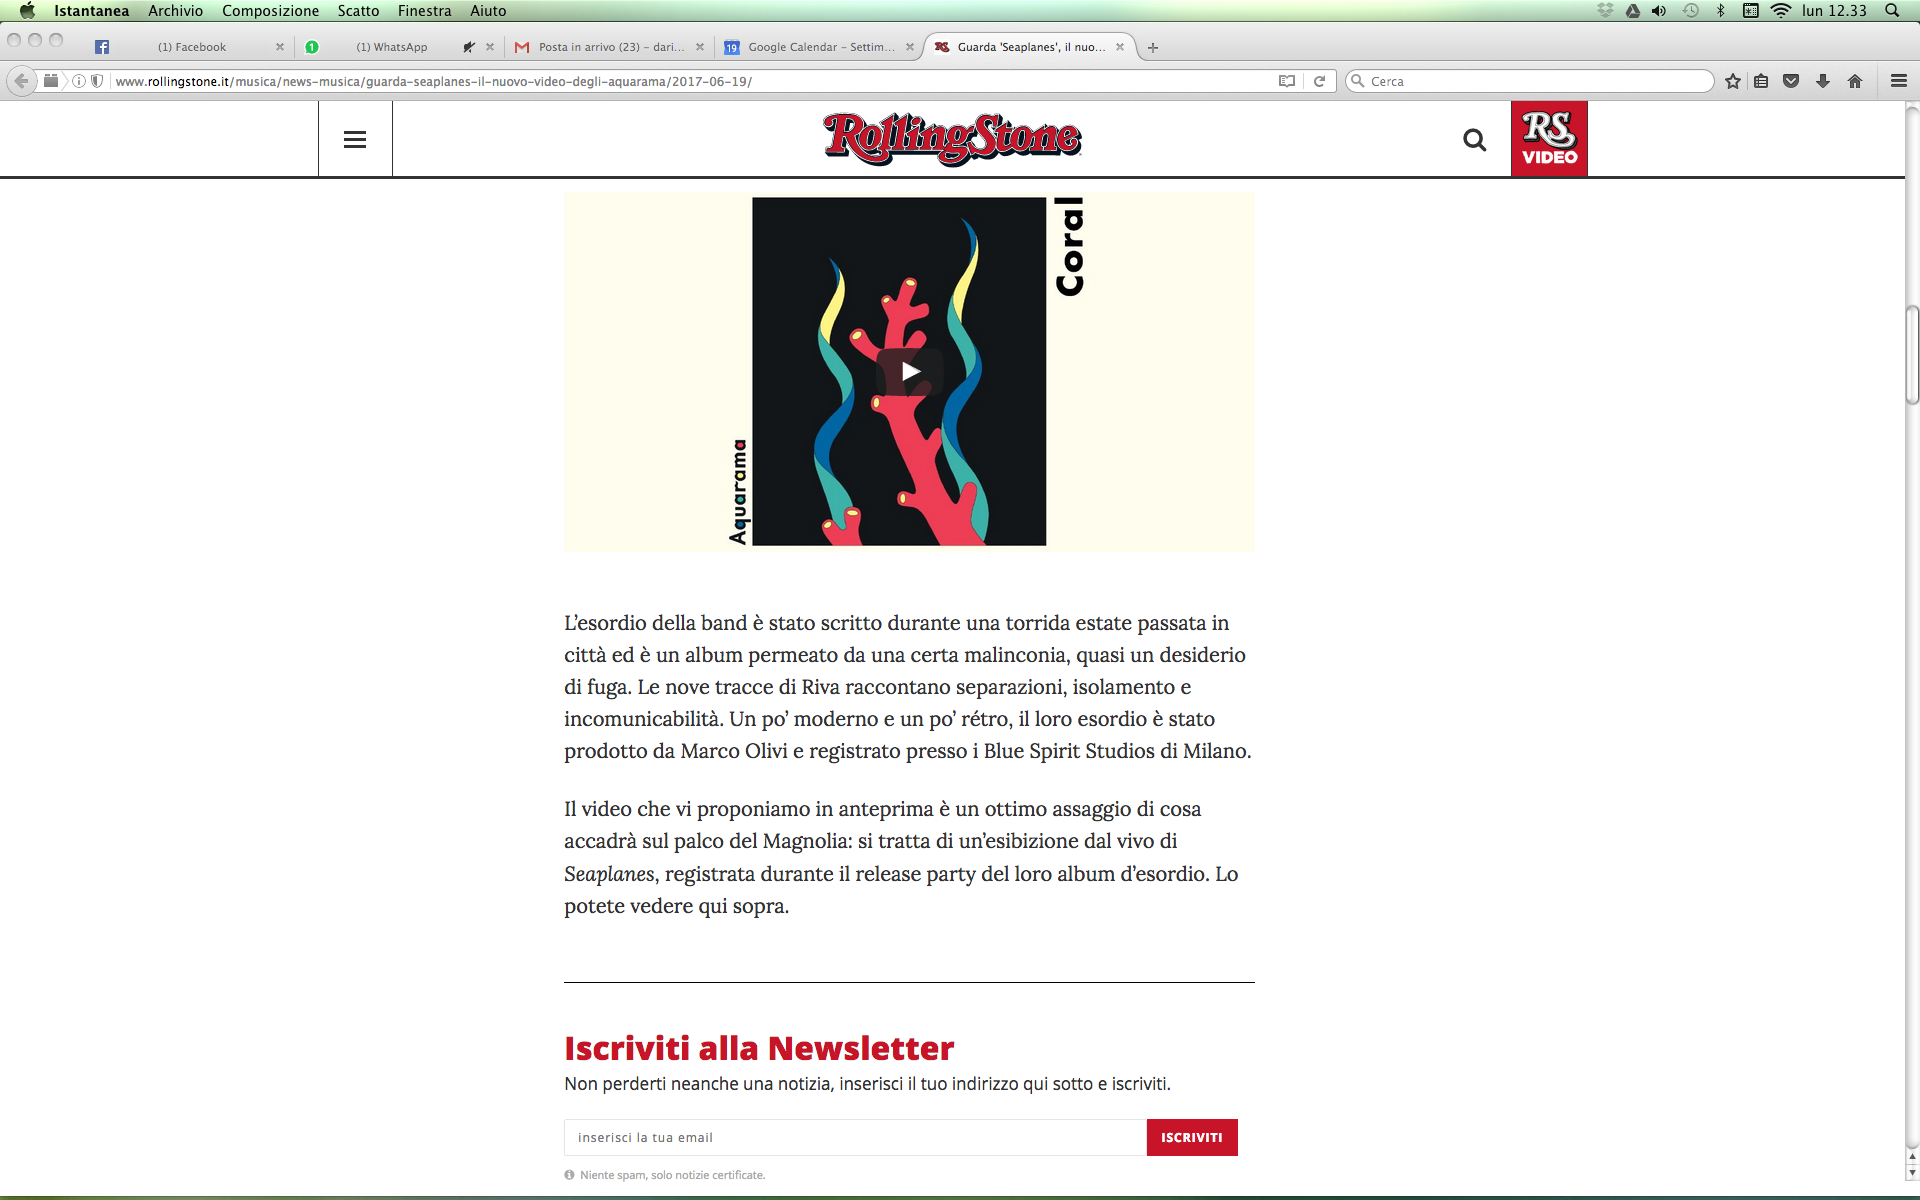 Istantanea Archivio Composizione Scatto Finestra Aiuto lun 12.33
(1) Facebook (1) WhatsApp Posta in arrivo (23) – dari... 19 Google Calendar – Settim... RS Guarda 'Seaplanes', il nuo...
1
www.rollingstone.it/musica/news-musica/guarda-seaplanes-il-nuovo-video-degli-aquarama/2017-06-19/ Cerca
RollingStone
RS
VIDEO
Coral
Aquarama
L’esordio della band è stato scritto durante una torrida estate passata in
città ed è un album permeato da una certa malinconia, quasi un desiderio
di fuga. Le nove tracce di Riva raccontano separazioni, isolamento e
incomunicabilità. Un po’ moderno e un po’ rétro, il loro esordio è stato
prodotto da Marco Olivi e registrato presso i Blue Spirit Studios di Milano.
Il video che vi proponiamo in anteprima è un ottimo assaggio di cosa
accadrà sul palco del Magnolia: si tratta di un’esibizione dal vivo di
Seaplanes, registrata durante il release party del loro album d’esordio. Lo
potete vedere qui sopra.
Iscriviti alla Newsletter
Non perderti neanche una notizia, inserisci il tuo indirizzo qui sotto e iscriviti.
inserisci la tua email ISCRIVITI
Niente spam, solo notizie certificate.